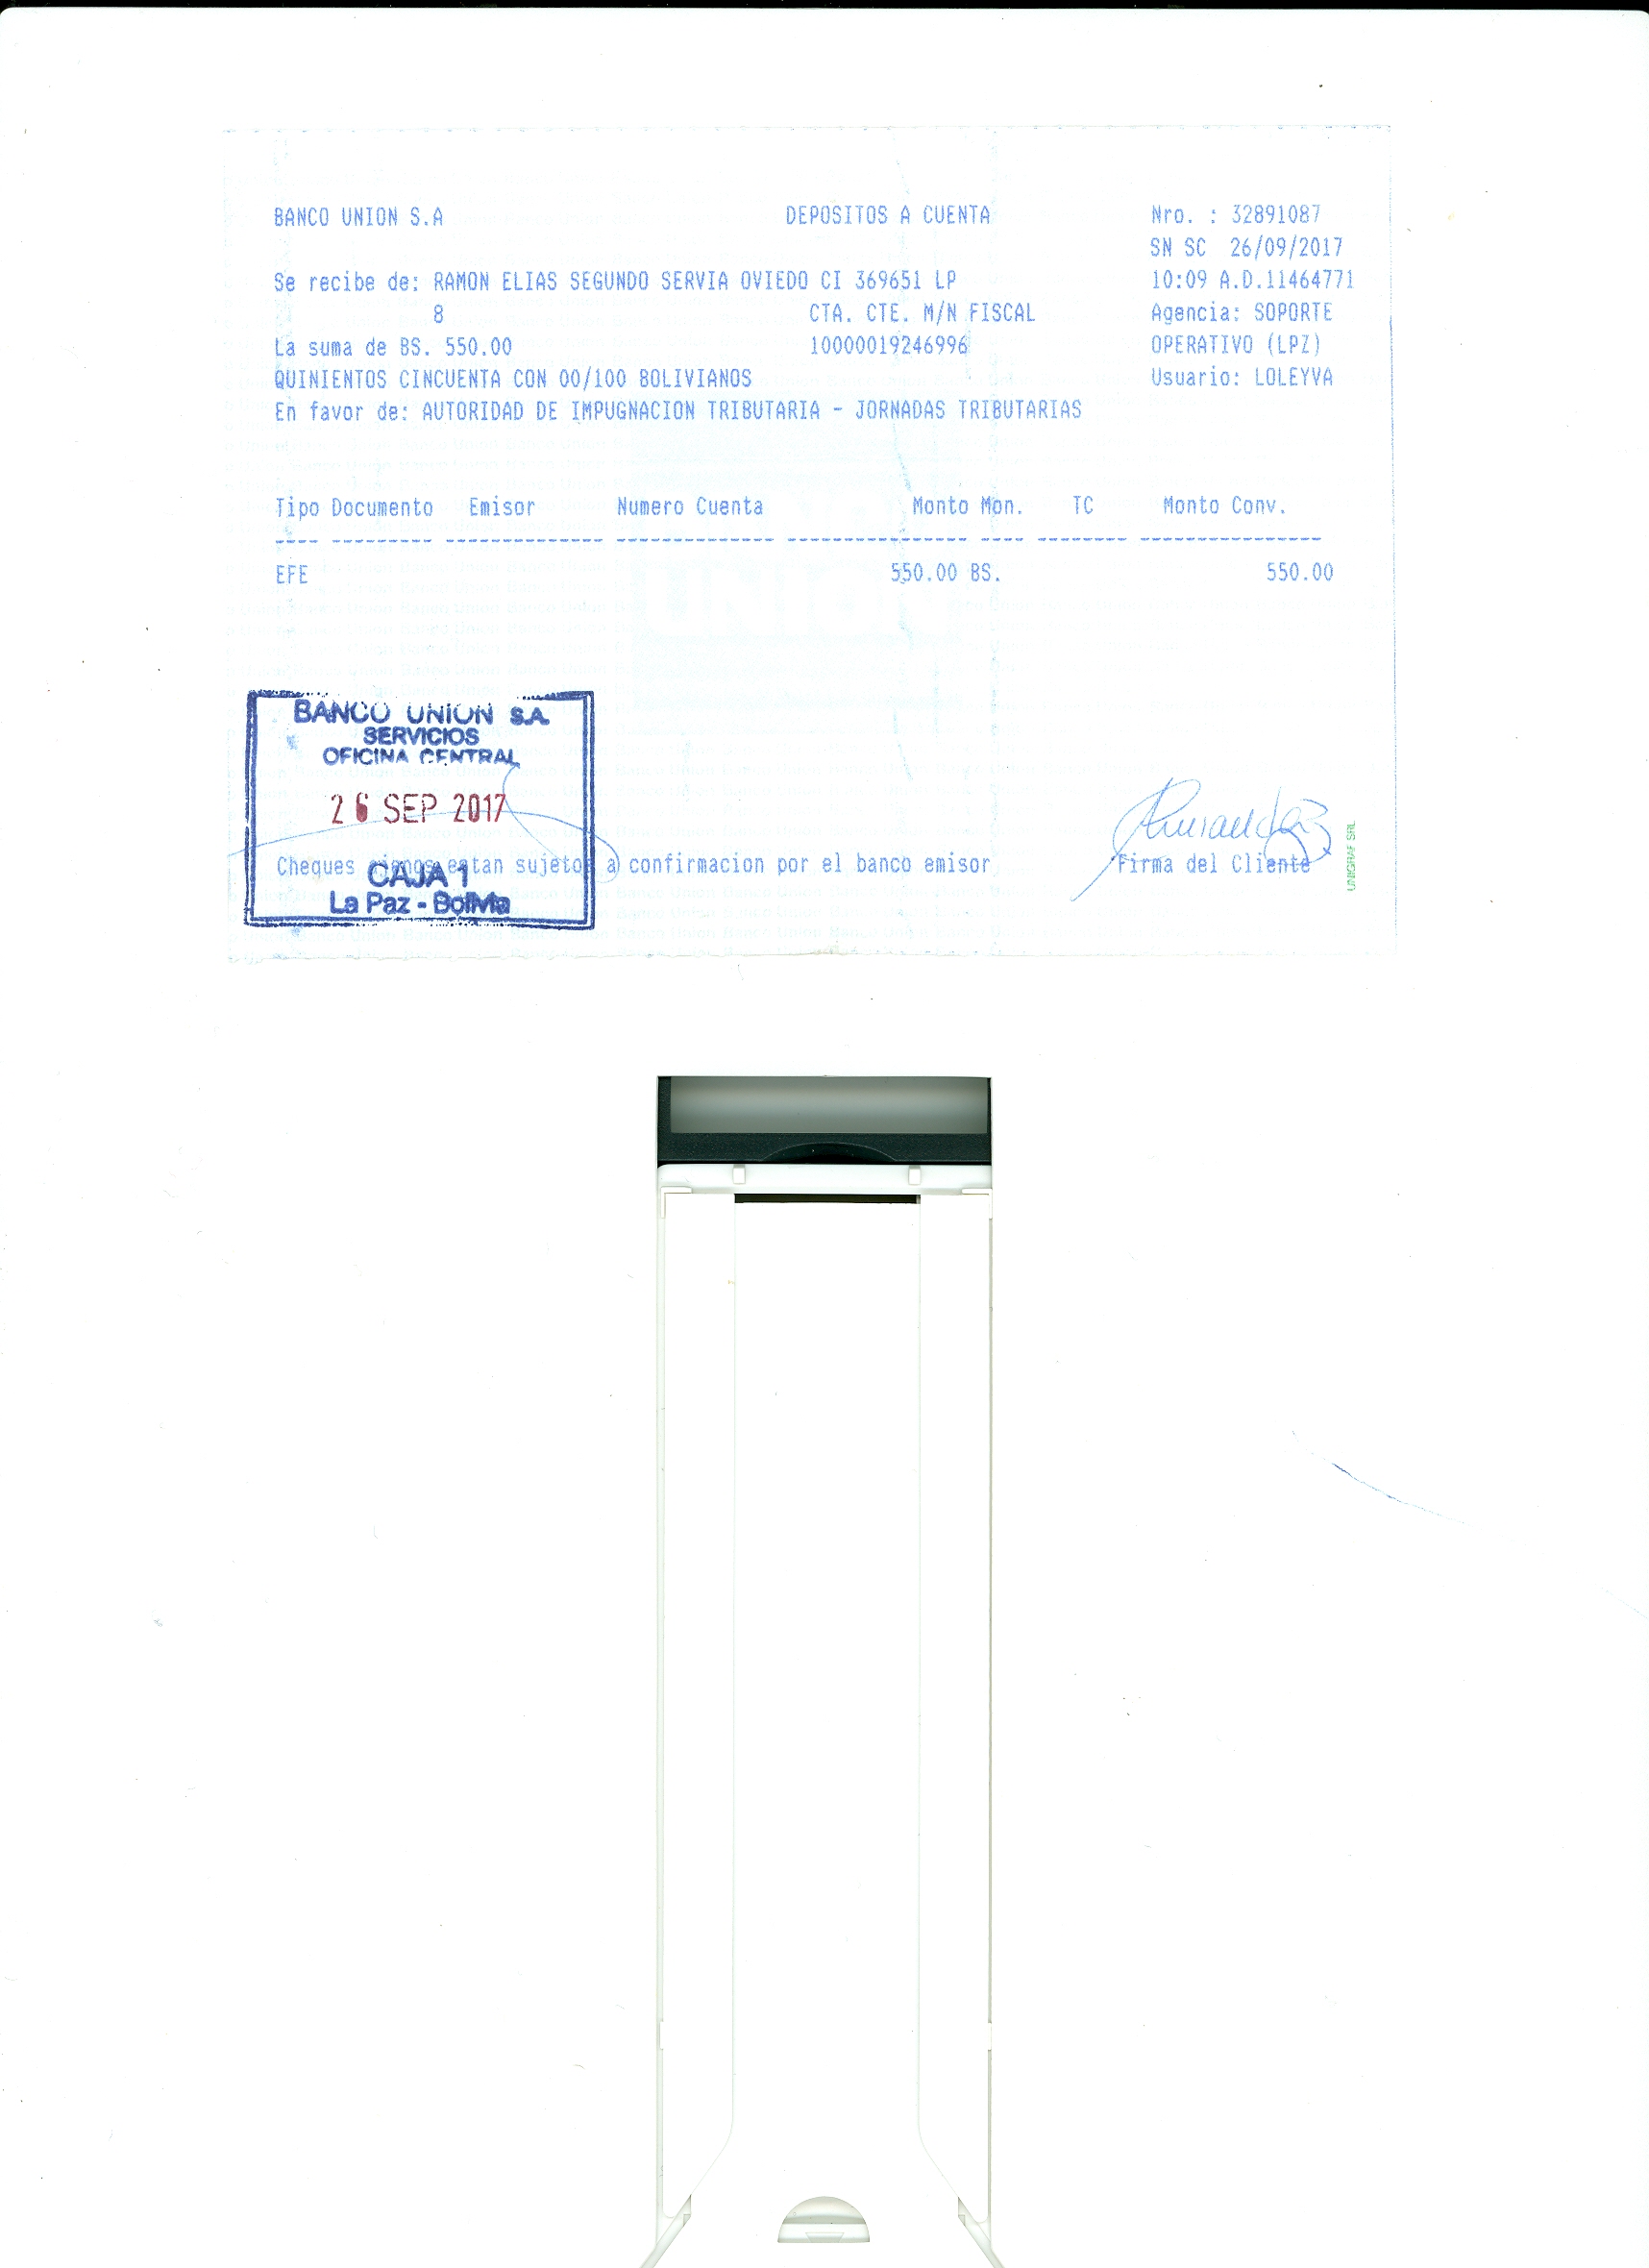 BANCO UNION S.A DEPOSITOS A CUENTA Nro. : 32891087
SN SC 26/09/2017
Se recibe de: RAMON ELIAS SEGUNDO SERVIA OVIEDO CI 369651 LP 10:09 A.D.11464771
8 CTA. CTE. M/N FISCAL Agencia: SOPORTE
La suma de BS. 550.00 10000019246996 OPERATIVO (LPZ)
QUINIENTOS CINCUENTA CON 00/100 BOLIVIANOS Usuario: LOLEYVA
En favor de: AUTORIDAD DE IMPUGNACION TRIBUTARIA - JORNADAS TRIBUTARIAS
Tipo Documento Emisor Numero Cuenta Monto Mon. TC Monto Conv.
EFE 550.00 BS. 550.00
BANCO UNION S.A.
SERVICIOS
OFICINA CENTRAL
26 SEP 2017
Cheques ajenos estan sujetos a confirmacion por el banco emisor Firma del Cliente
CAJA 1
La Paz - Bolivia
UNIGRAF SRL